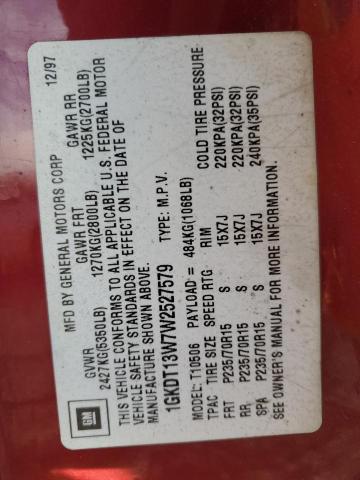 GM
MFD BY GENERAL MOTORS CORP 12/97
GVWR GAWR FRT GAWR RR
2427KG(5350LB) 1270KG(2800LB) 1225KG(2700LB)
THIS VEHICLE CONFORMS TO ALL APPLICABLE U.S. FEDERAL MOTOR
VEHICLE SAFETY STANDARDS IN EFFECT ON THE DATE OF
MANUFACTURE SHOWN ABOVE.
1GKDT13W7W2527579 TYPE: M.P.V.
MODEL: T10506 PAYLOAD = 484KG(1068LB)
TPAC TIRE SIZE SPEED RTG RIM COLD TIRE PRESSURE
FRT P235/70R15 S 15X7J 220KPA(32PSI)
RR P235/70R15 S 15X7J 220KPA(32PSI)
SPA P235/70R15 S 15X7J 240KPA(35PSI)
SEE OWNER'S MANUAL FOR MORE INFORMATION.